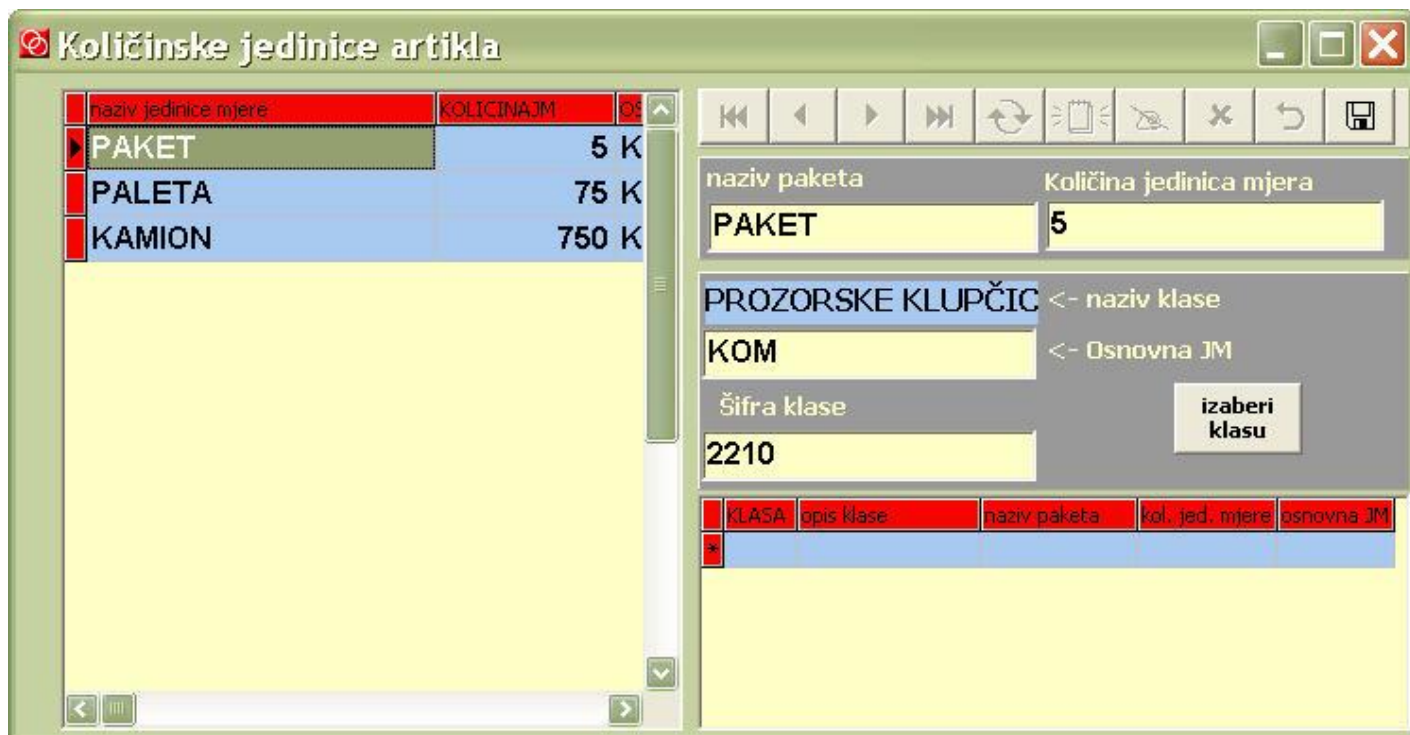 Količinske jedinice artikla
naziv jedinice mjere KOLICINAJM OS
PAKET 5 K
PALETA 75 K
KAMION 750 K
naziv paketa Količina jedinica mjera
PAKET 5
PROZORSKE KLUPČIC <- naziv klase
KOM <- Osnovna JM
Šifra klase
izaberi
klasu
2210
KLASA opis klase naziv paketa kol. jed. mjere osnovna JM
*